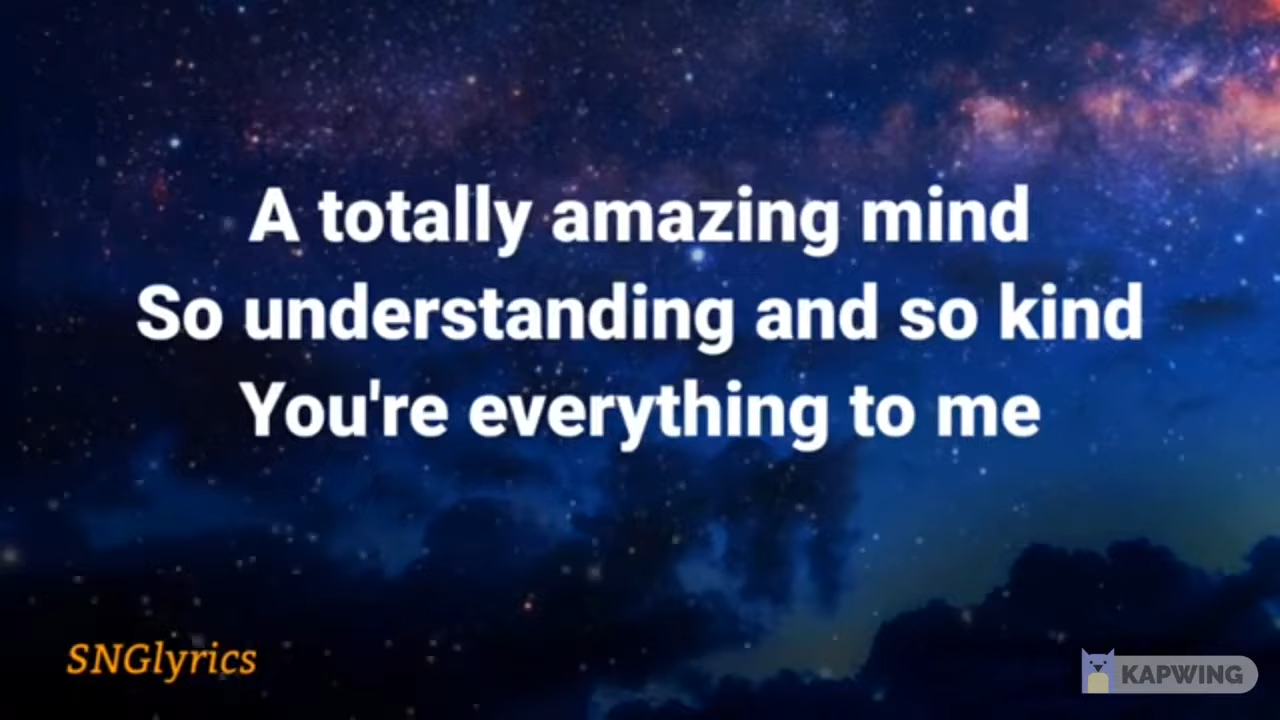 A totally amazing mind
So understanding and so kind
You're everything to me
SNGlyrics
KAPWING